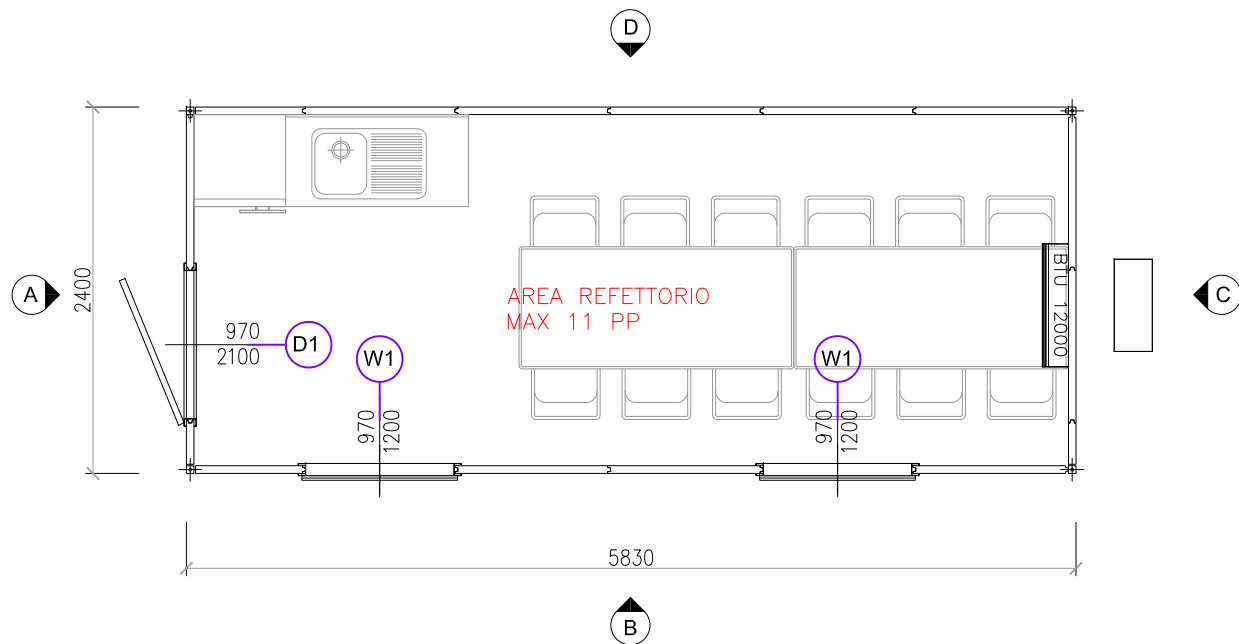 D
A
2400
BTU 12000
C
AREA REFETTORIO
MAX 11 PP
970
2100
D1
W1
970
1200
W1
970
1200
5830
B